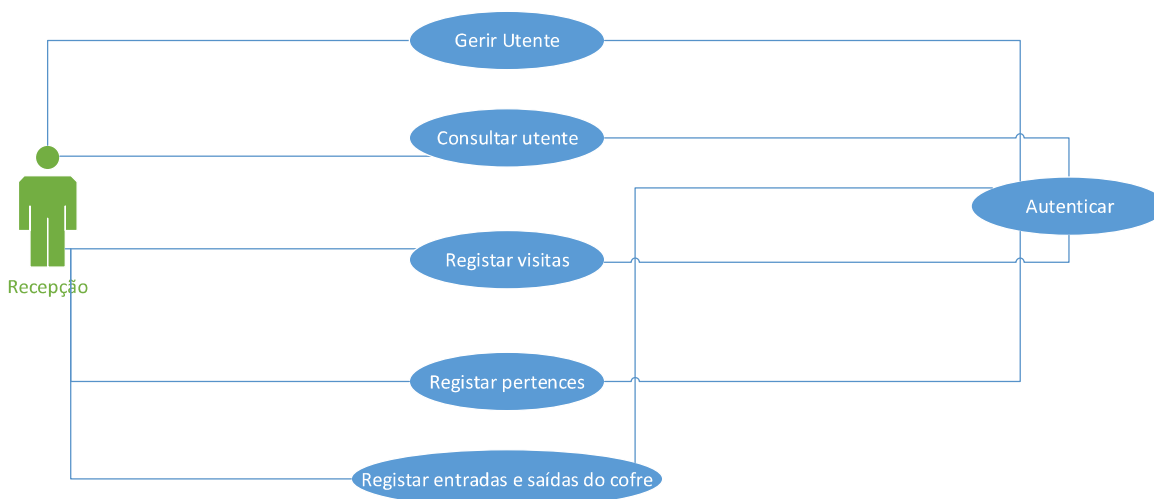 Gerir Utente
Consultar utente
Autenticar
Registar visitas
Recepção
Registar pertences
Registar entradas e saídas do cofre